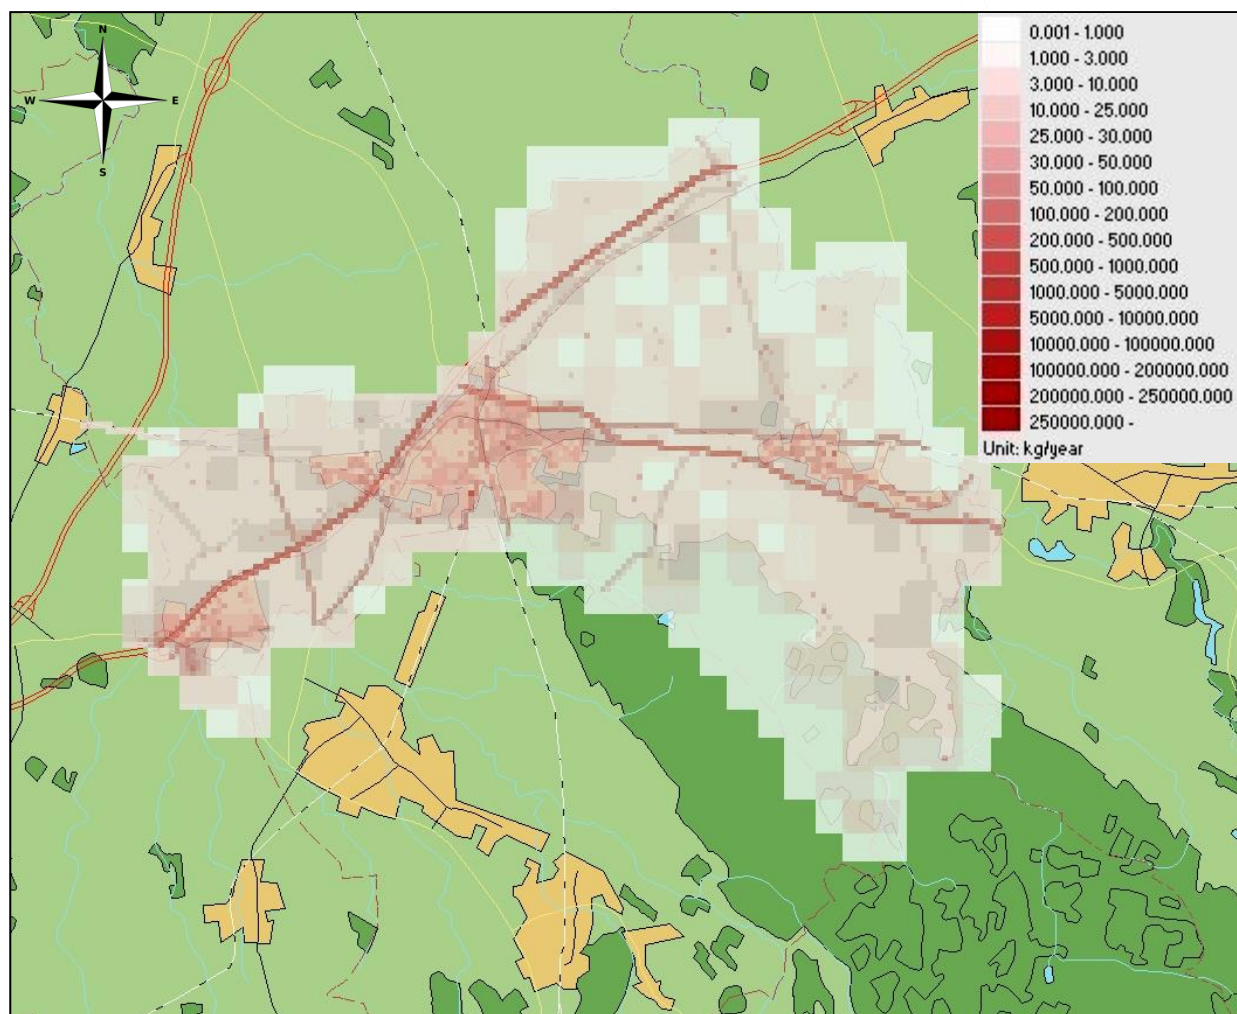 N
W
E
S
0.001 - 1.000
1.000 - 3.000
3.000 - 10.000
10.000 - 25.000
25.000 - 30.000
30.000 - 50.000
50.000 - 100.000
100.000 - 200.000
200.000 - 500.000
500.000 - 1000.000
1000.000 - 5000.000
5000.000 - 10000.000
10000.000 - 100000.000
100000.000 - 200000.000
200000.000 - 250000.000
250000.000 -
Unit: kg/year